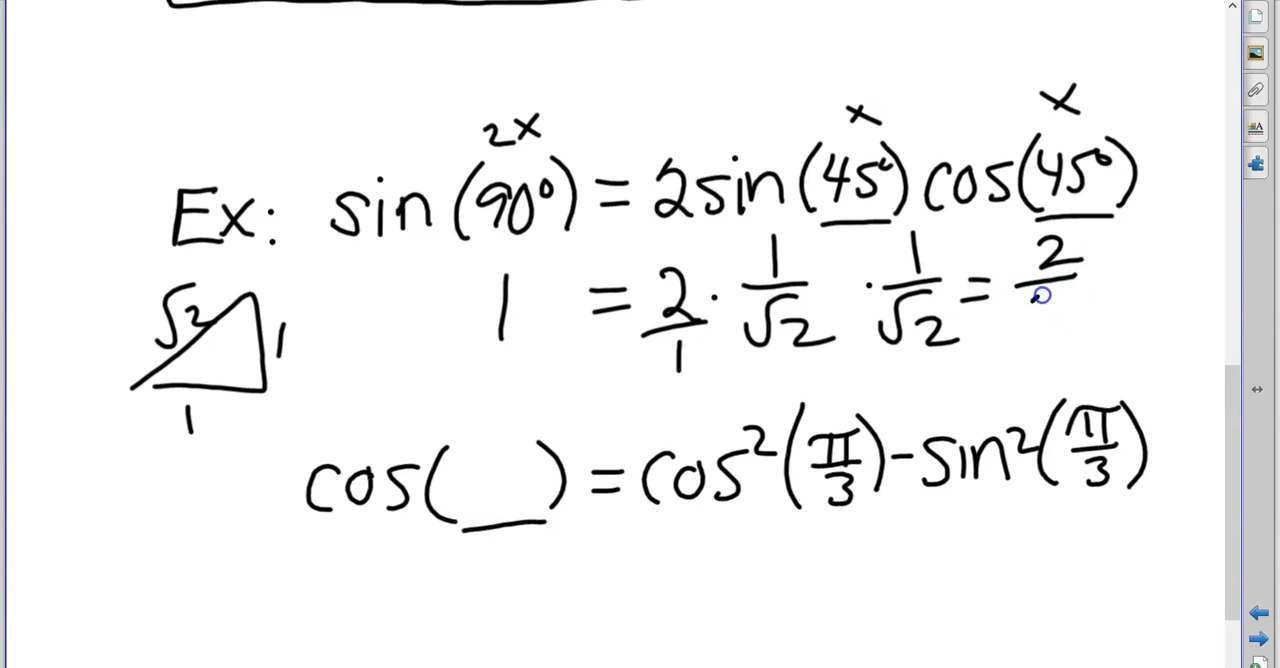 2x x x
Ex: sin(90°) = 2sin(45°)cos(45°)
√2 1 1 = 2/1 · 1/√2 · 1/√2 = 2/
1
cos(__) = cos²(π/3) - sin²(π/3)